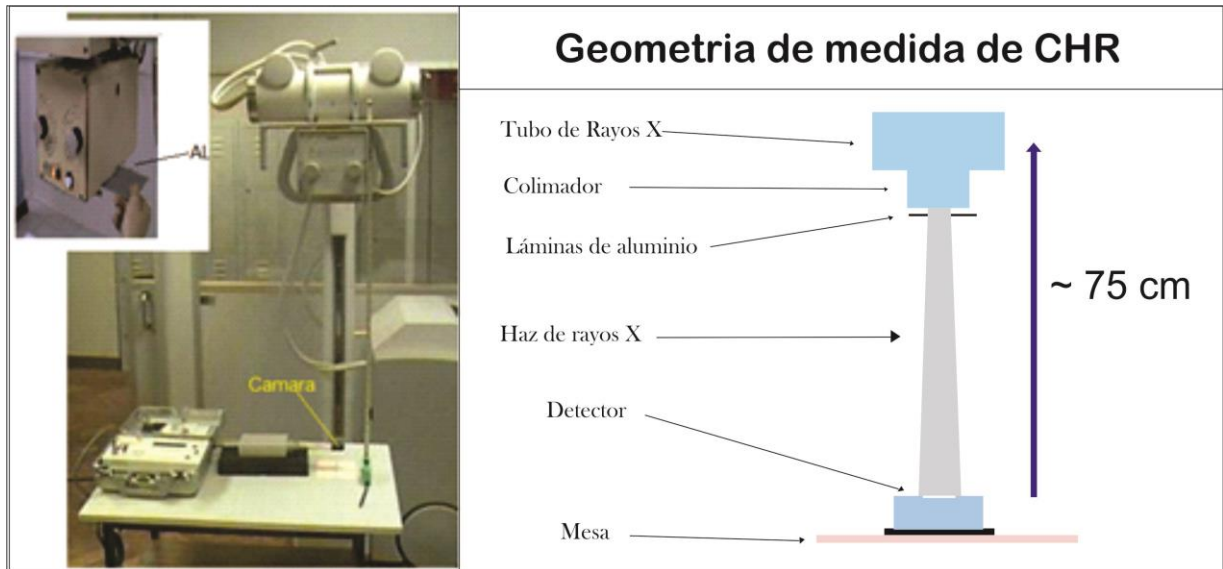 AL
Camara
Geometria de medida de CHR
Tubo de Rayos X
Colimador
Láminas de aluminio
~ 75 cm
Haz de rayos X
Detector
Mesa